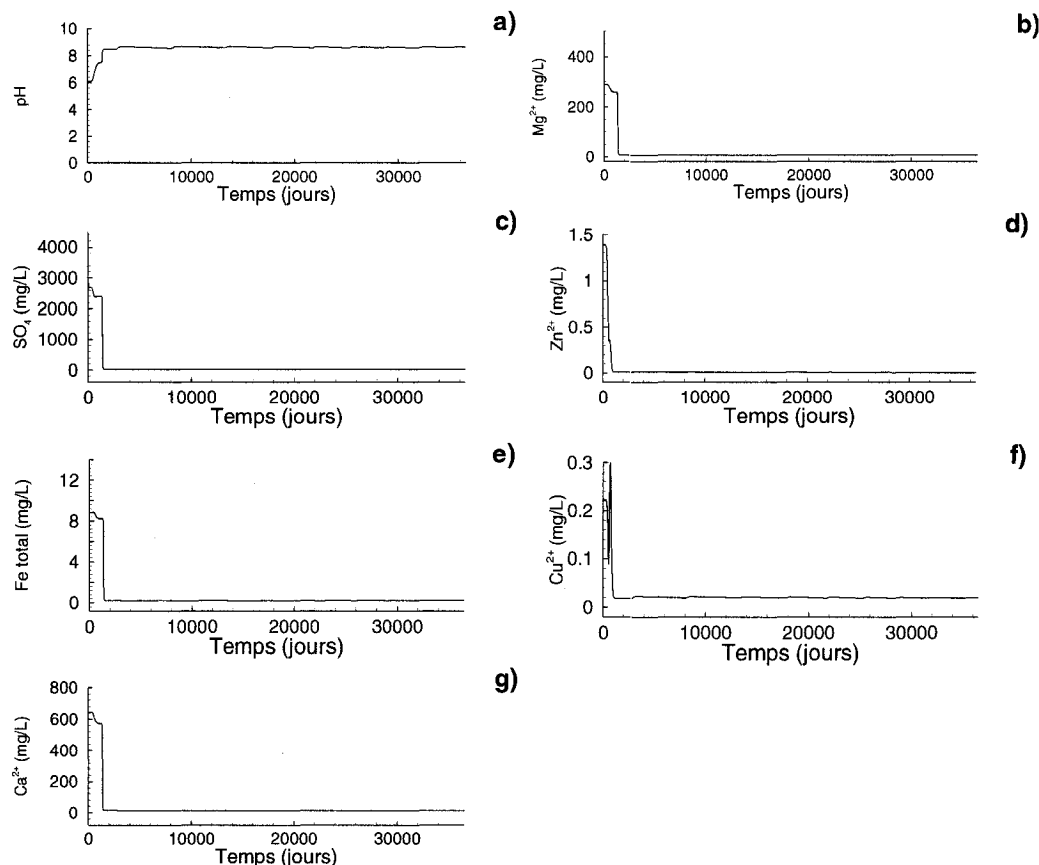 a)
10
8
6
4
2
0
pH
0 10000 20000 30000
Temps (jours)
b)
400
200
0
Mg²⁺ (mg/L)
0 10000 20000 30000
Temps (jours)
c)
4000
3000
2000
1000
0
SO₄ (mg/L)
0 10000 20000 30000
Temps (jours)
d)
1.5
1
0.5
0
Zn²⁺ (mg/L)
0 10000 20000 30000
Temps (jours)
e)
12
8
4
0
Fe total (mg/L)
0 10000 20000 30000
Temps (jours)
f)
0.3
0.2
0.1
0
Cu²⁺ (mg/L)
0 10000 20000 30000
Temps (jours)
g)
800
600
400
200
0
Ca²⁺ (mg/L)
0 10000 20000 30000
Temps (jours)